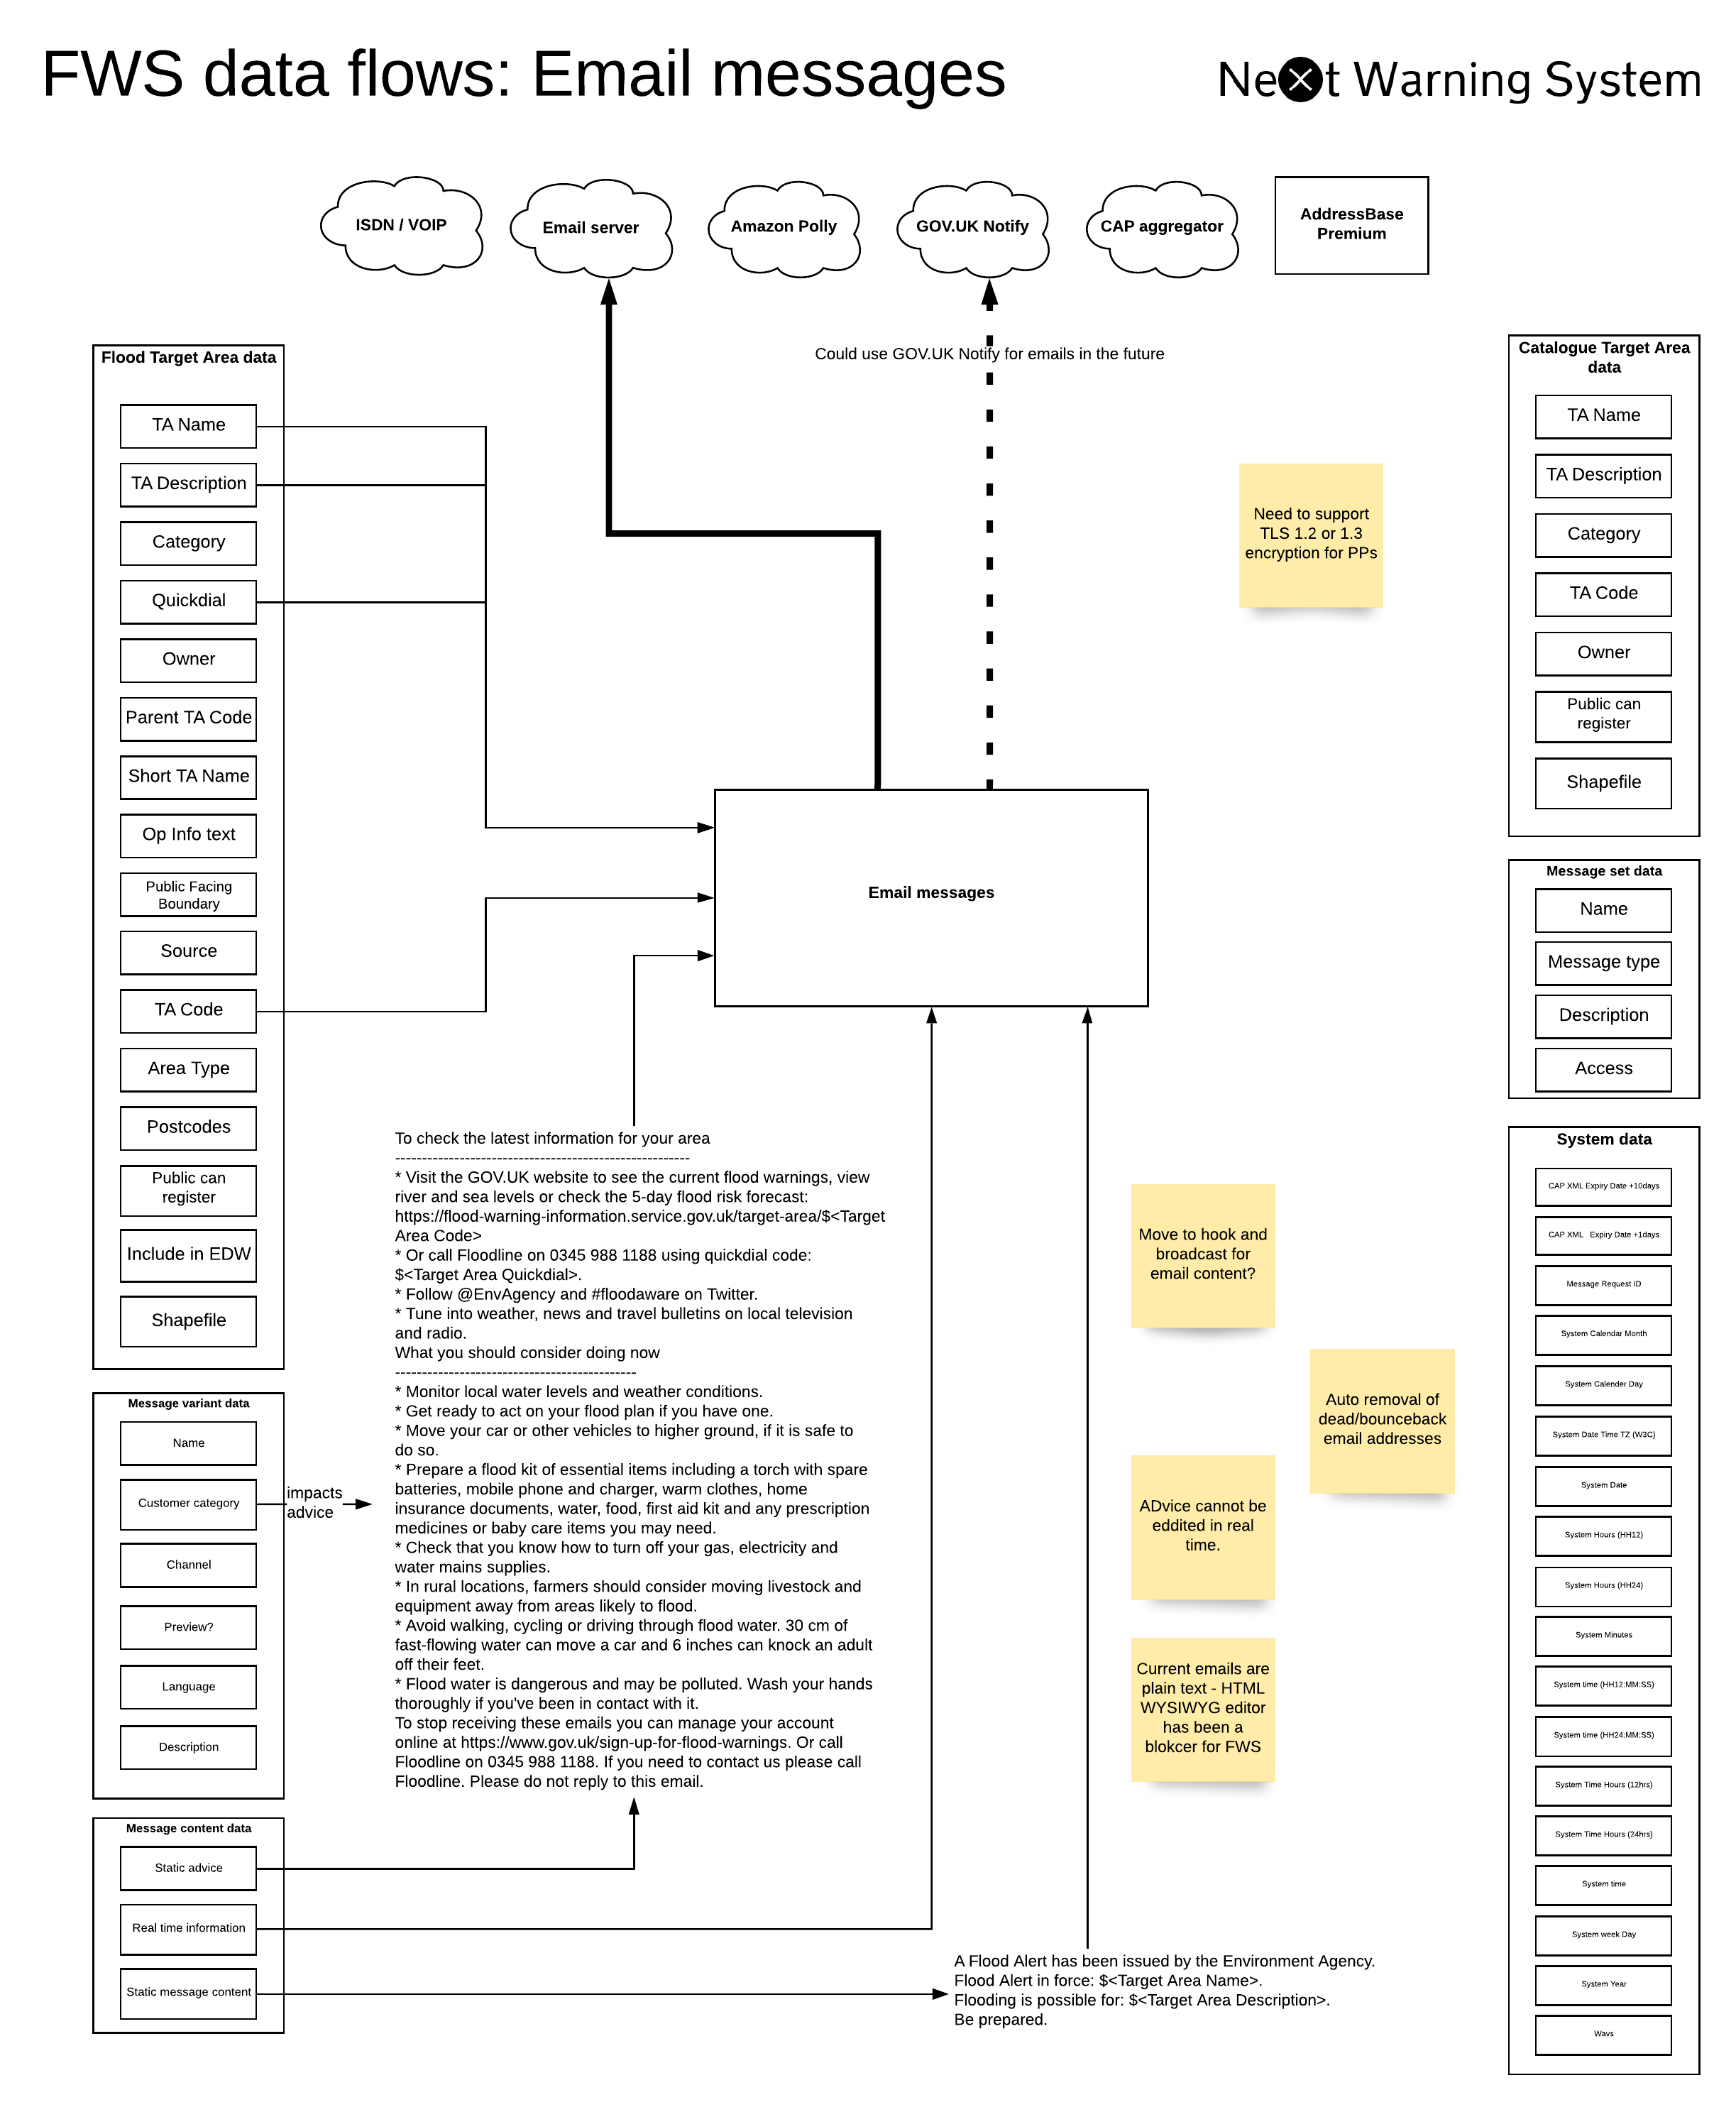 FWS data flows: Email messages
Next Warning System
ISDN / VOIP
Email server
Amazon Polly
GOV.UK Notify
CAP aggregator
AddressBase
Premium
Could use GOV.UK Notify for emails in the future
Flood Target Area data
TA Name
TA Description
Category
Quickdial
Owner
Parent TA Code
Short TA Name
Op Info text
Public Facing
Boundary
Source
TA Code
Area Type
Postcodes
Public can
register
Include in EDW
Shapefile
Message variant data
Name
Customer category
impacts
advice
Channel
Preview?
Language
Description
Message content data
Static advice
Real time information
Static message content
Email messages
To check the latest information for your area
------------------------------------------------------
* Visit the GOV.UK website to see the current flood warnings, view
river and sea levels or check the 5-day flood risk forecast:
https://flood-warning-information.service.gov.uk/target-area/$<Target
Area Code>
* Or call Floodline on 0345 988 1188 using quickdial code:
$<Target Area Quickdial>.
* Follow @EnvAgency and #floodaware on Twitter.
* Tune into weather, news and travel bulletins on local television
and radio.
What you should consider doing now
--------------------------------------------
* Monitor local water levels and weather conditions.
* Get ready to act on your flood plan if you have one.
* Move your car or other vehicles to higher ground, if it is safe to
do so.
* Prepare a flood kit of essential items including a torch with spare
batteries, mobile phone and charger, warm clothes, home
insurance documents, water, food, first aid kit and any prescription
medicines or baby care items you may need.
* Check that you know how to turn off your gas, electricity and
water mains supplies.
* In rural locations, farmers should consider moving livestock and
equipment away from areas likely to flood.
* Avoid walking, cycling or driving through flood water. 30 cm of
fast-flowing water can move a car and 6 inches can knock an adult
off their feet.
* Flood water is dangerous and may be polluted. Wash your hands
thoroughly if you've been in contact with it.
To stop receiving these emails you can manage your account
online at https://www.gov.uk/sign-up-for-flood-warnings. Or call
Floodline on 0345 988 1188. If you need to contact us please call
Floodline. Please do not reply to this email.
A Flood Alert has been issued by the Environment Agency.
Flood Alert in force: $<Target Area Name>.
Flooding is possible for: $<Target Area Description>.
Be prepared.
Need to support
TLS 1.2 or 1.3
encryption for PPs
Move to hook and
broadcast for
email content?
Auto removal of
dead/bounceback
email addresses
ADvice cannot be
eddited in real
time.
Current emails are
plain text - HTML
WYSIWYG editor
has been a
blokcer for FWS
Catalogue Target Area
data
TA Name
TA Description
Category
TA Code
Owner
Public can
register
Shapefile
Message set data
Name
Message type
Description
Access
System data
CAP XML Expiry Date +10days
CAP XML Expiry Date +1days
Message Request ID
System Calendar Month
System Calender Day
System Date Time TZ (W3C)
System Date
System Hours (HH12)
System Hours (HH24)
System Minutes
System time (HH12:MM:SS)
System time (HH24:MM:SS)
System Time Hours (12hrs)
System Time Hours (24hrs)
System time
System week Day
System Year
Wavs